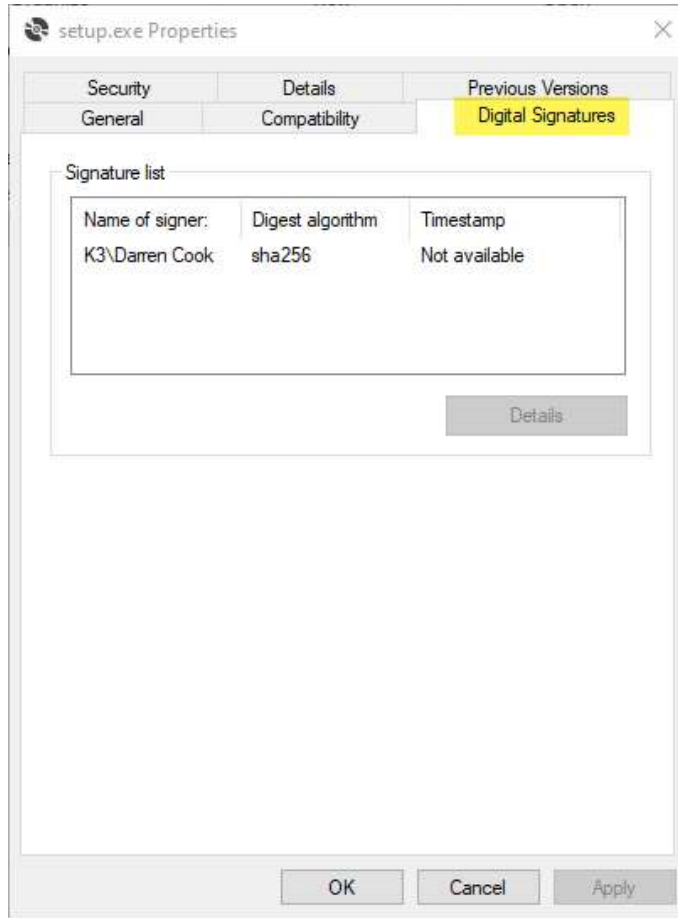 setup.exe Properties
Security Details Previous Versions
General Compatibility Digital Signatures
Signature list
Name of signer: Digest algorithm Timestamp
K3\Darren Cook sha256 Not available
Details
OK Cancel Apply